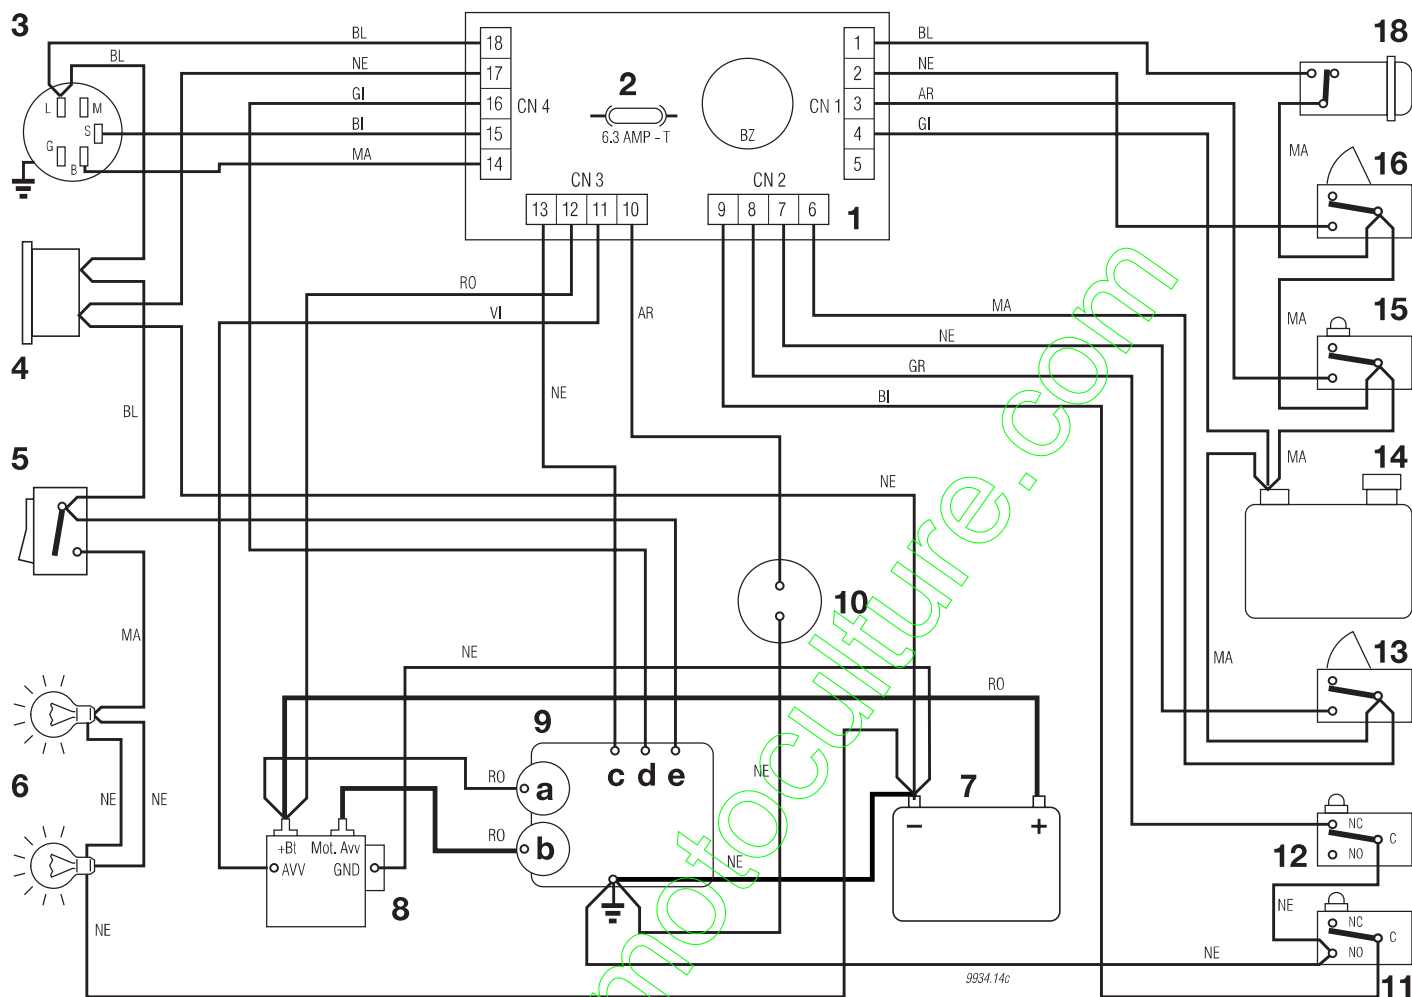 3
BL
BL
NE
GI
BI
MA
L
M
S
G
B
18
17
16
15
14
CN 4
2
6.3 AMP - T
BZ
CN 1
1
2
3
4
5
CN 3
13
12
11
10
CN 2
9
8
7
6
1
BL
NE
AR
GI
18
MA
16
MA
15
MA
14
4
RO
VI
AR
NE
MA
NE
GR
BI
BL
5
NE
MA
10
NE
MA
13
RO
6
NE
NE
NE
9
RO
a
RO
b
c d e
NE
NE
7
−
+
+Bt
Mot. Avv
AVV
GND
8
NC
C
NO
12
NE
NC
C
NO
NE
11
9934.14c
motoculture.com